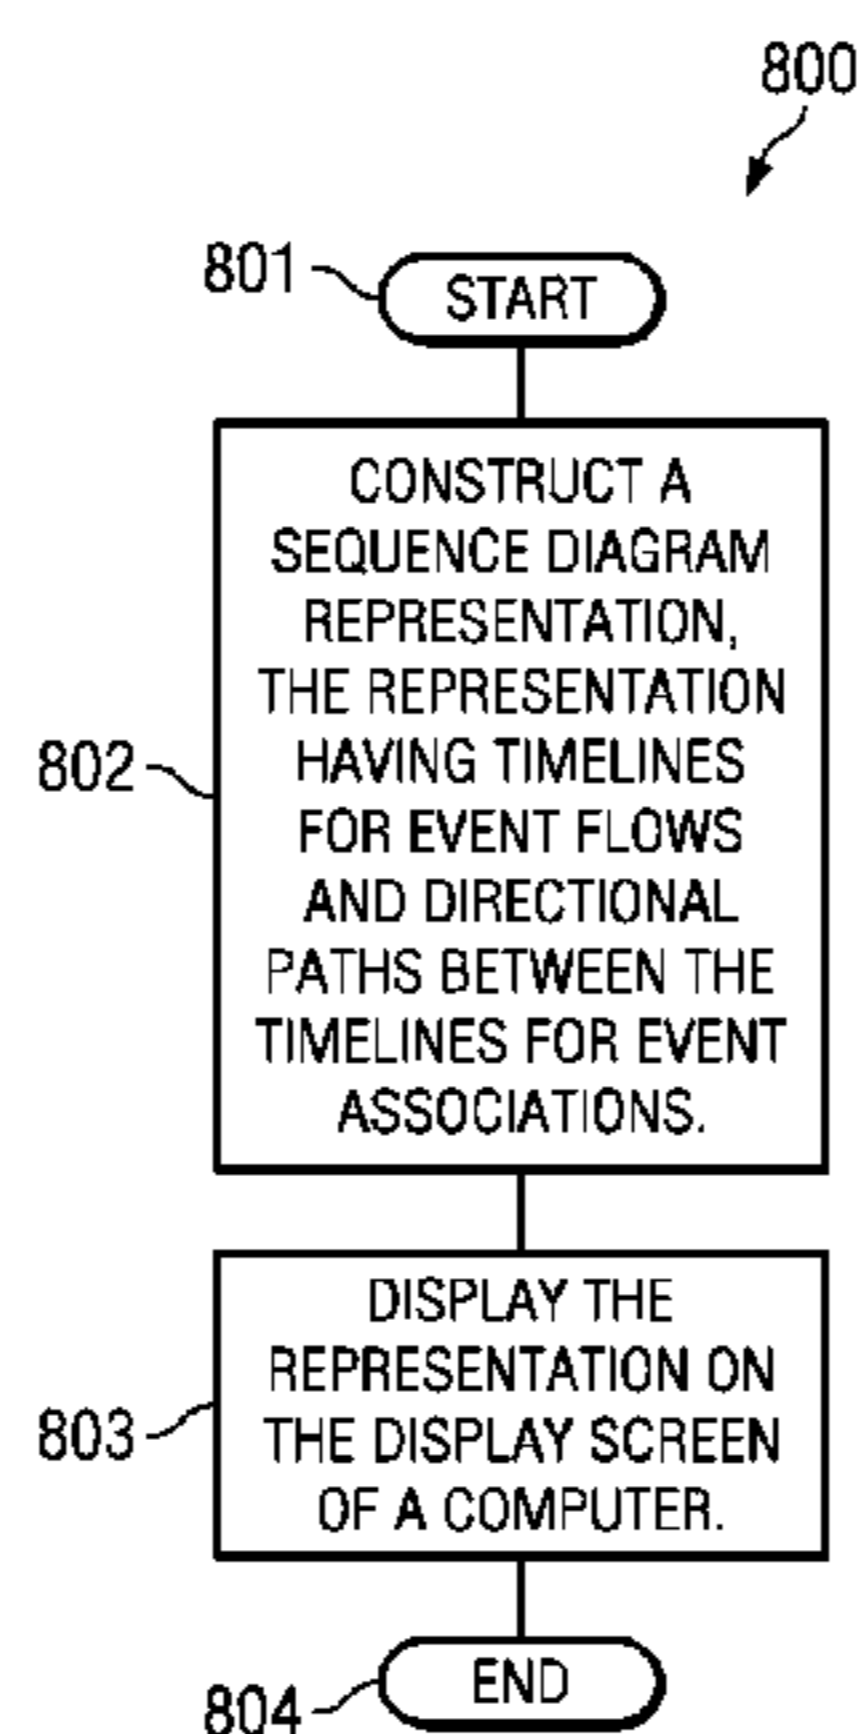 800
801
START
CONSTRUCT A
SEQUENCE DIAGRAM
REPRESENTATION,
THE REPRESENTATION
HAVING TIMELINES
802
FOR EVENT FLOWS
AND DIRECTIONAL
PATHS BETWEEN THE
TIMELINES FOR EVENT
ASSOCIATIONS.
DISPLAY THE
REPRESENTATION ON
803
THE DISPLAY SCREEN
OF A COMPUTER.
END
804